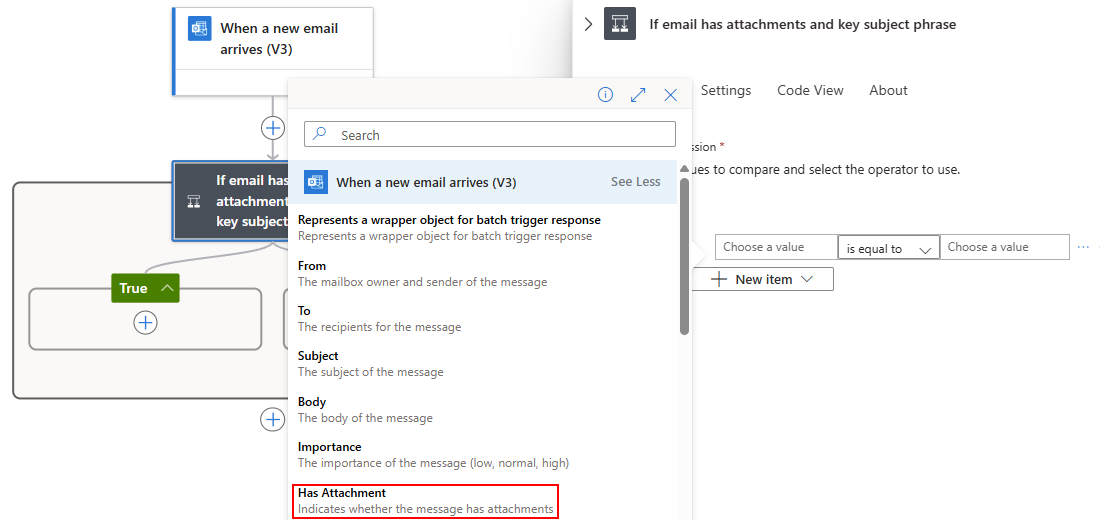 When a new email
arrives (V3)
If email has
attachment
key subject
True
Search
When a new email arrives (V3)
See Less
Represents a wrapper object for batch trigger response
Represents a wrapper object for batch trigger response
From
The mailbox owner and sender of the message
To
The recipients for the message
Subject
The subject of the message
Body
The body of the message
Importance
The importance of the message (low, normal, high)
Has Attachment
Indicates whether the message has attachments
If email has attachments and key subject phrase
Settings
Code View
About
ssion *
ues to compare and select the operator to use.
Choose a value
is equal to
Choose a value
...
New item